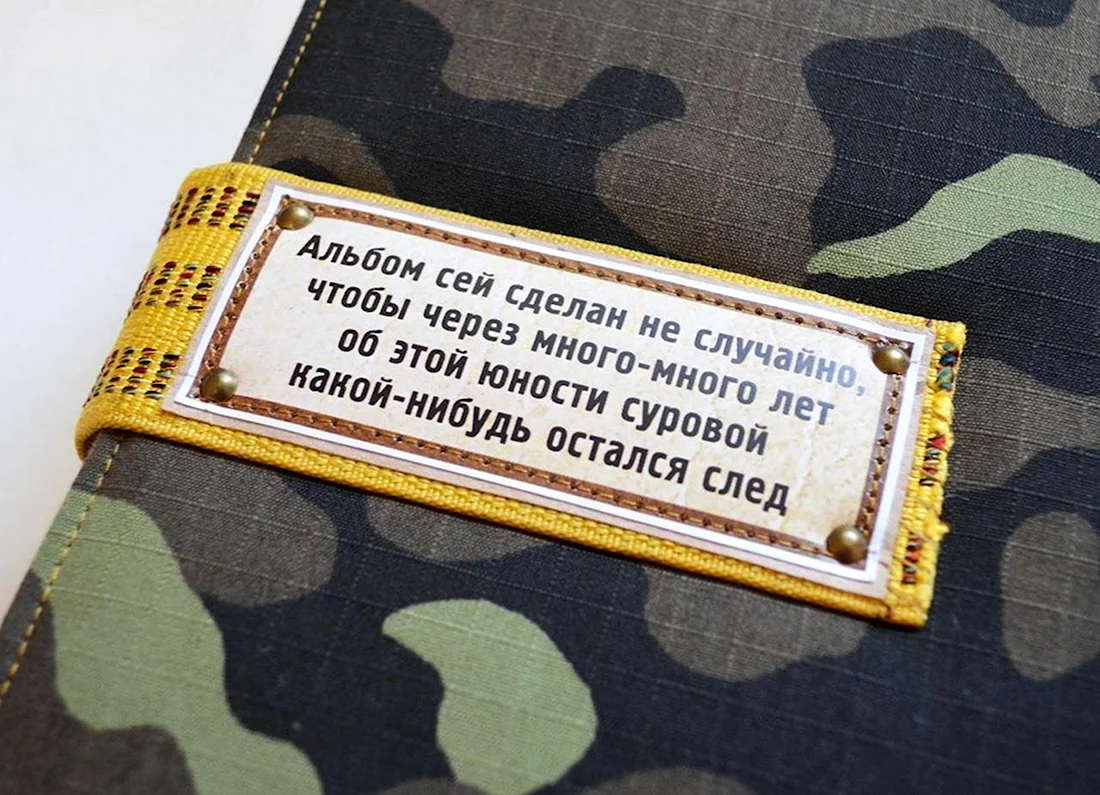 Альбом сей сделан не случайно,
чтобы через много-много лет
об этой юности суровой
какой-нибудь остался след